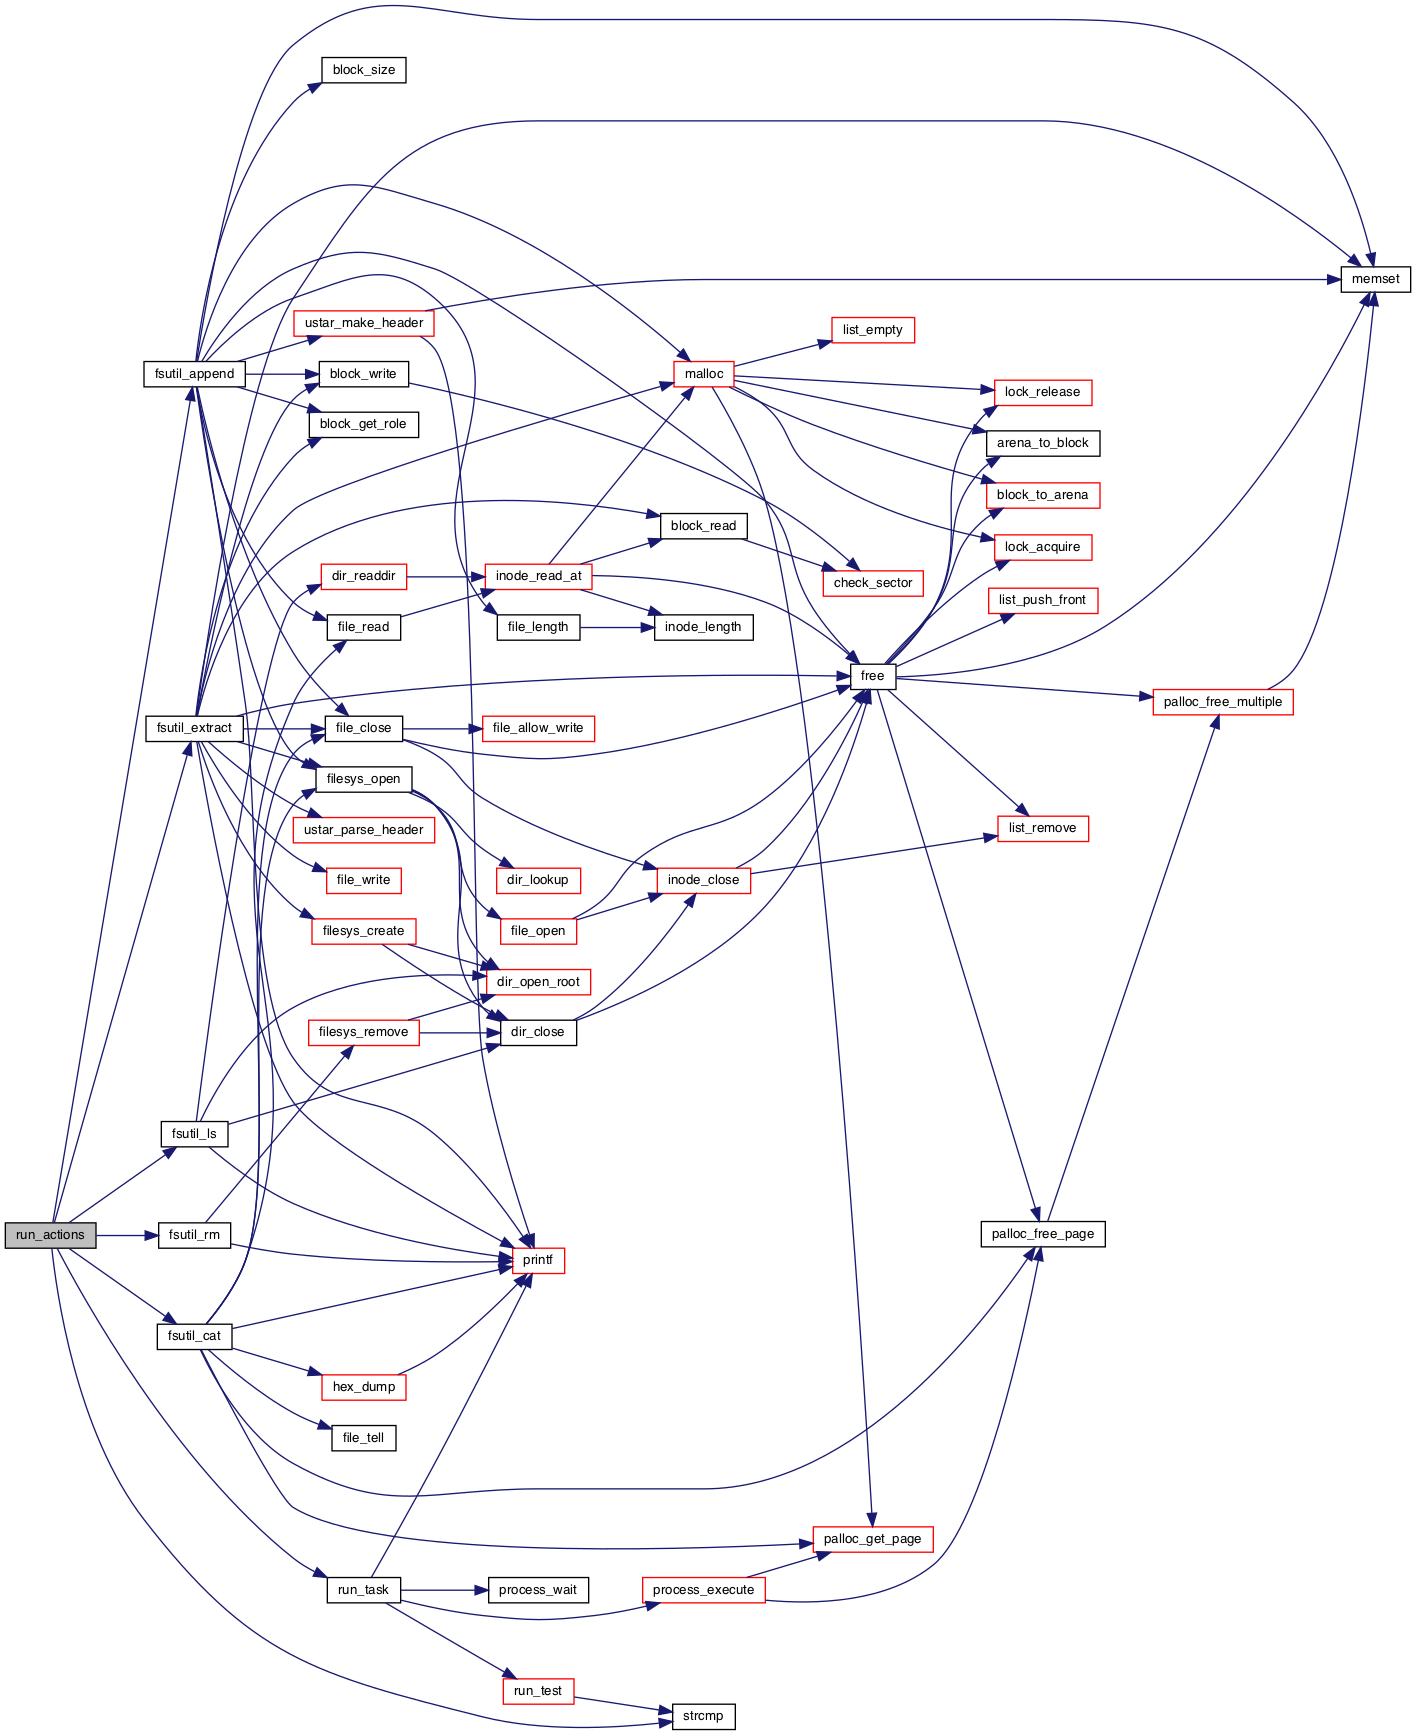 block_size
memset
ustar_make_header
list_empty
fsutil_append
block_write
malloc
lock_release
block_get_role
arena_to_block
block_to_arena
block_read
lock_acquire
dir_readdir
inode_read_at
check_sector
list_push_front
file_read
file_length
inode_length
free
palloc_free_multiple
fsutil_extract
file_close
file_allow_write
filesys_open
ustar_parse_header
list_remove
file_write
dir_lookup
inode_close
filesys_create
file_open
dir_open_root
filesys_remove
dir_close
fsutil_ls
run_actions
fsutil_rm
palloc_free_page
printf
fsutil_cat
hex_dump
file_tell
palloc_get_page
run_task
process_wait
process_execute
run_test
strcmp